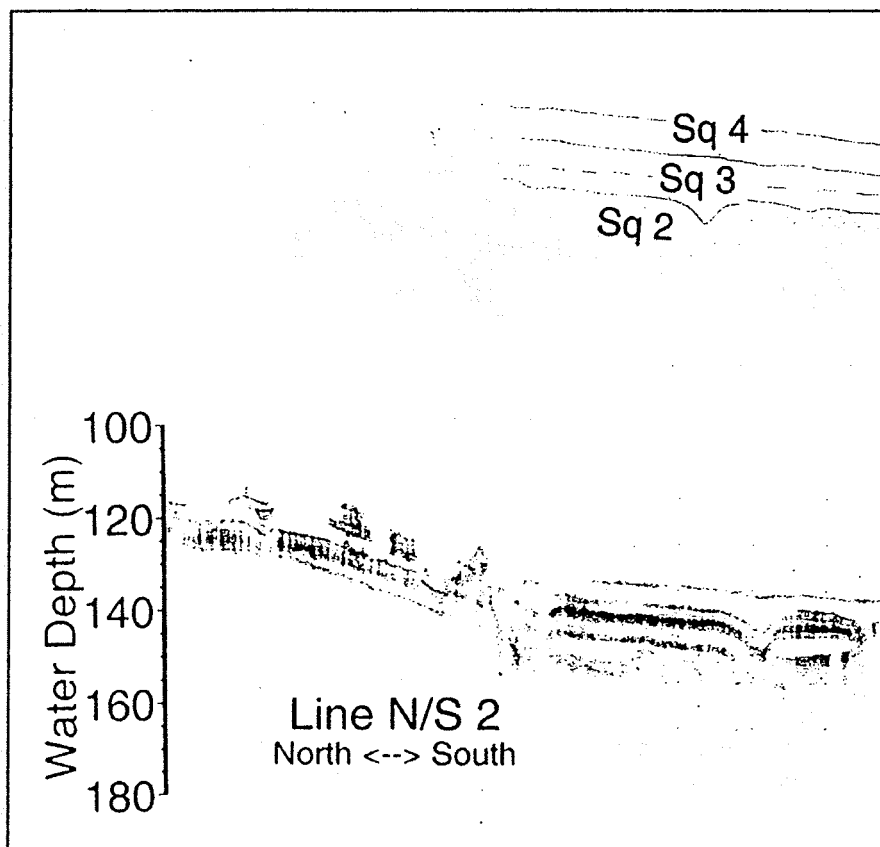 Sq 4
Sq 3
Sq 2
100
120
140
160
180
Water Depth (m)
Line N/S 2
North <--> South